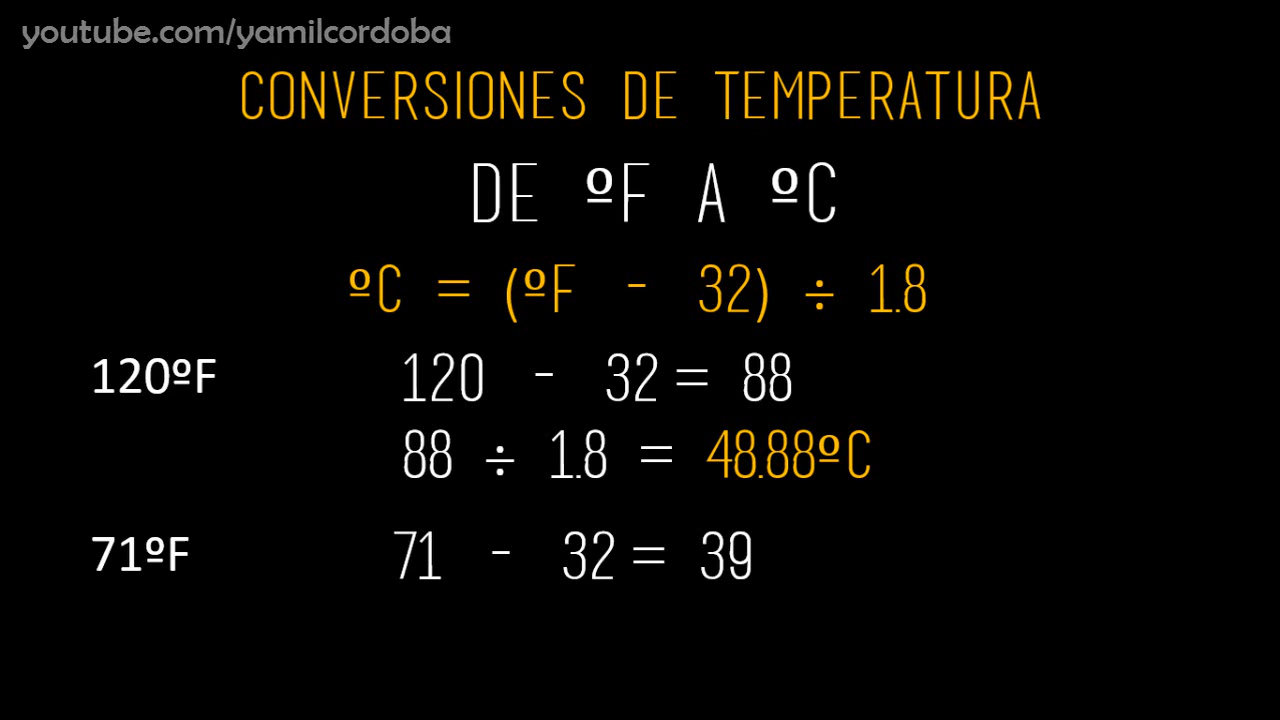 youtube.com/yamilcordoba
CONVERSIONES DE TEMPERATURA
DE ºF A ºC
ºC = (ºF - 32) ÷ 1.8
120ºF 120 - 32 = 88
88 ÷ 1.8 = 48.88ºC
71ºF 71 - 32 = 39